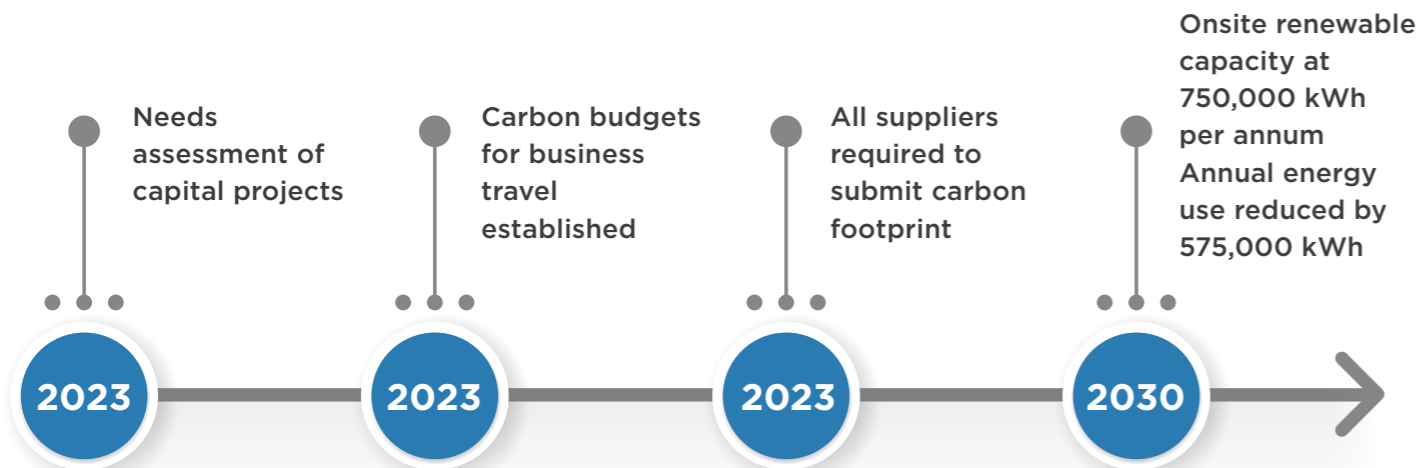 Needs
assessment of
capital projects
2023
Carbon budgets
for business
travel
established
2023
All suppliers
required to
submit carbon
footprint
2023
Onsite renewable
capacity at
750,000 kWh
per annum
Annual energy
use reduced by
575,000 kWh
2030